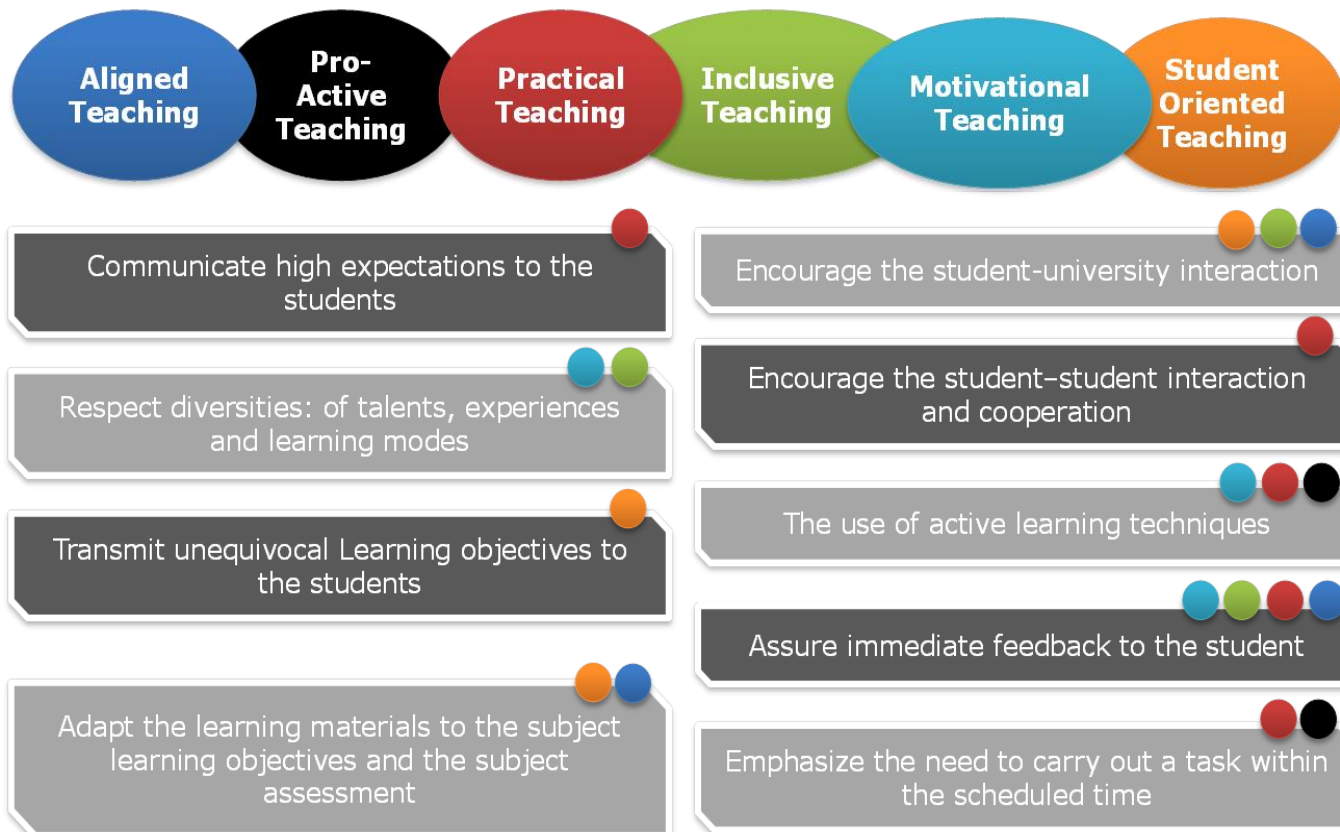 Aligned
Teaching
Pro-
Active
Teaching
Practical
Teaching
Inclusive
Teaching
Motivational
Teaching
Student
Oriented
Teaching
Communicate high expectations to the
students
Respect diversities: of talents, experiences
and learning modes
Transmit unequivocal Learning objectives to
the students
Adapt the learning materials to the subject
learning objectives and the subject
assessment
Encourage the student-university interaction
Encourage the student–student interaction
and cooperation
The use of active learning techniques
Assure immediate feedback to the student
Emphasize the need to carry out a task within
the scheduled time